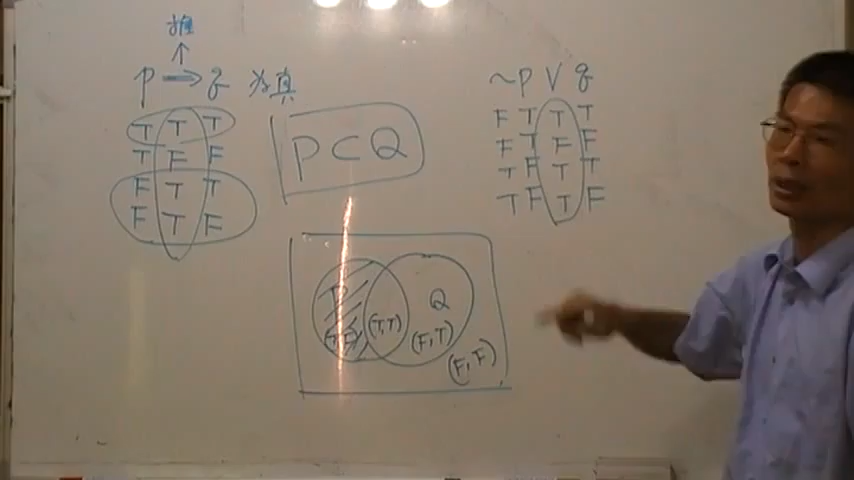 推
↑
p → q 为真
T T T
T F F
F T T
F T F
P ⊂ Q
~ P V q
F T T T
F T F F
T F T T
T F T F
P
Q
(T,F)
(T,T)
(F,T)
(F,F)